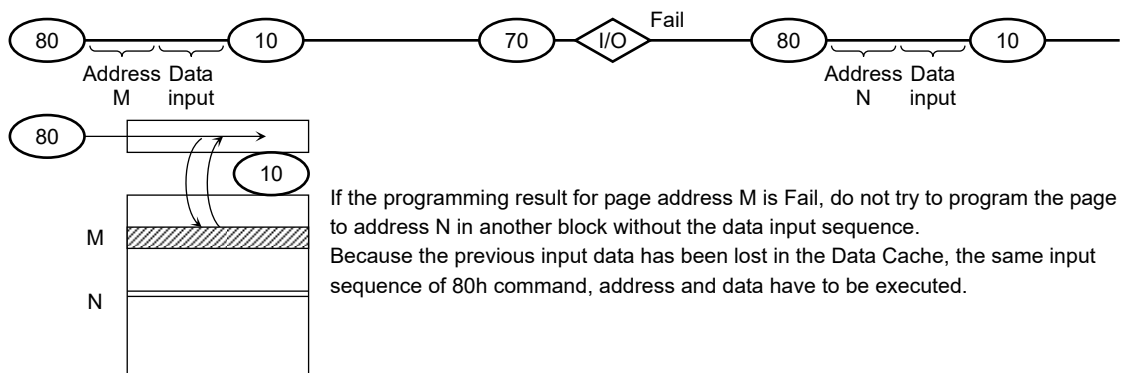 Fail
80 10 70 I/O 80 10
Address Data Address Data
M input N input
80
10
If the programming result for page address M is Fail, do not try to program the page
M to address N in another block without the data input sequence.
Because the previous input data has been lost in the Data Cache, the same input
N sequence of 80h command, address and data have to be executed.